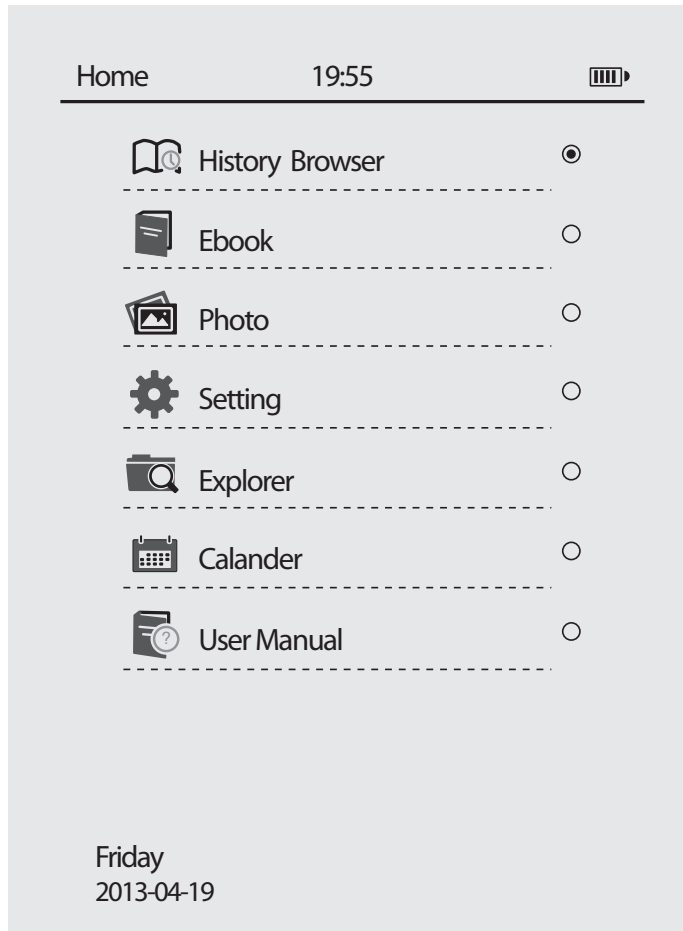 Home 19:55
History Browser
Ebook
Photo
Setting
Explorer
Calander
User Manual
Friday
2013-04-19